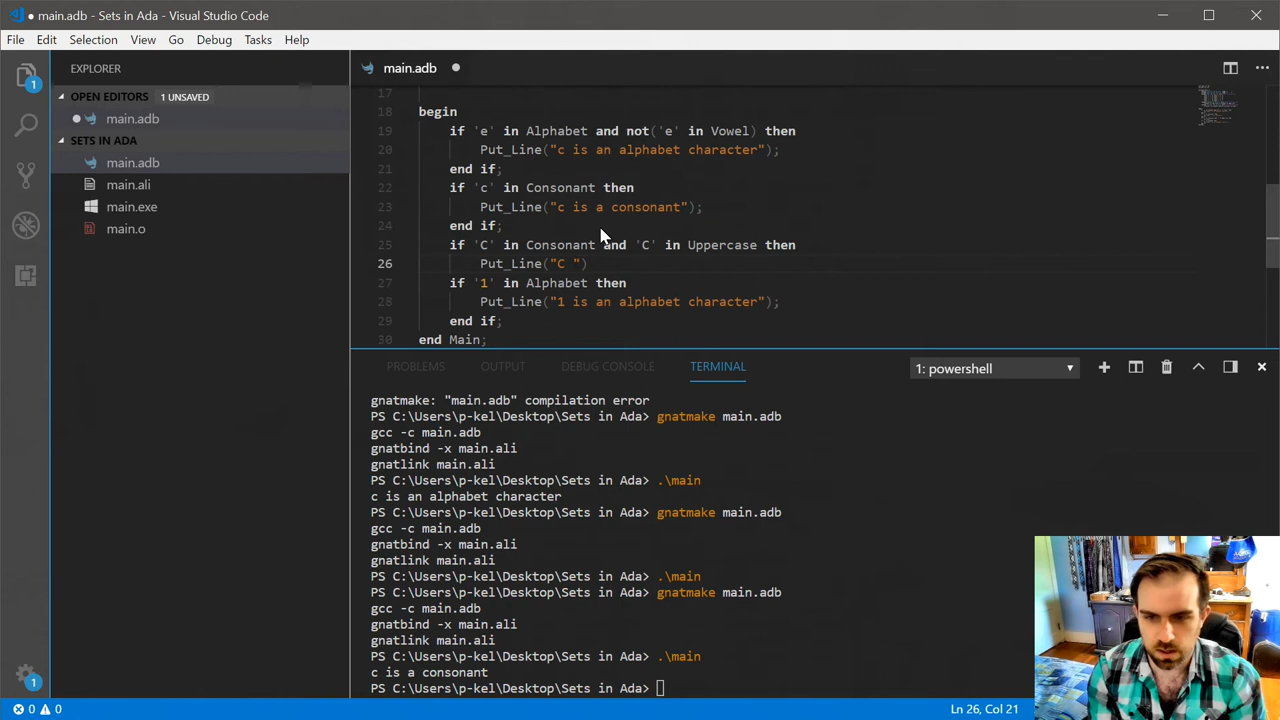 main.adb - Sets in Ada - Visual Studio Code
File Edit Selection View Go Debug Tasks Help
EXPLORER
OPEN EDITORS 1 UNSAVED
main.adb
SETS IN ADA
main.adb
main.ali
main.exe
main.o
1
1
main.adb
17
18 begin
19 if 'e' in Alphabet and not('e' in Vowel) then
20 Put_Line("c is an alphabet character");
21 end if;
22 if 'c' in Consonant then
23 Put_Line("c is a consonant");
24 end if;
25 if 'C' in Consonant and 'C' in Uppercase then
26 Put_Line("C ")
27 if '1' in Alphabet then
28 Put_Line("1 is an alphabet character");
29 end if;
30 end Main;
PROBLEMS OUTPUT DEBUG CONSOLE TERMINAL 1: powershell
gnatmake: "main.adb" compilation error
PS C:\Users\p-kel\Desktop\Sets in Ada> gnatmake main.adb
gcc -c main.adb
gnatbind -x main.ali
gnatlink main.ali
PS C:\Users\p-kel\Desktop\Sets in Ada> .\main
c is an alphabet character
PS C:\Users\p-kel\Desktop\Sets in Ada> gnatmake main.adb
gcc -c main.adb
gnatbind -x main.ali
gnatlink main.ali
PS C:\Users\p-kel\Desktop\Sets in Ada> .\main
PS C:\Users\p-kel\Desktop\Sets in Ada> gnatmake main.adb
gcc -c main.adb
gnatbind -x main.ali
gnatlink main.ali
PS C:\Users\p-kel\Desktop\Sets in Ada> .\main
c is a consonant
PS C:\Users\p-kel\Desktop\Sets in Ada>
0 0 Ln 26, Col 21